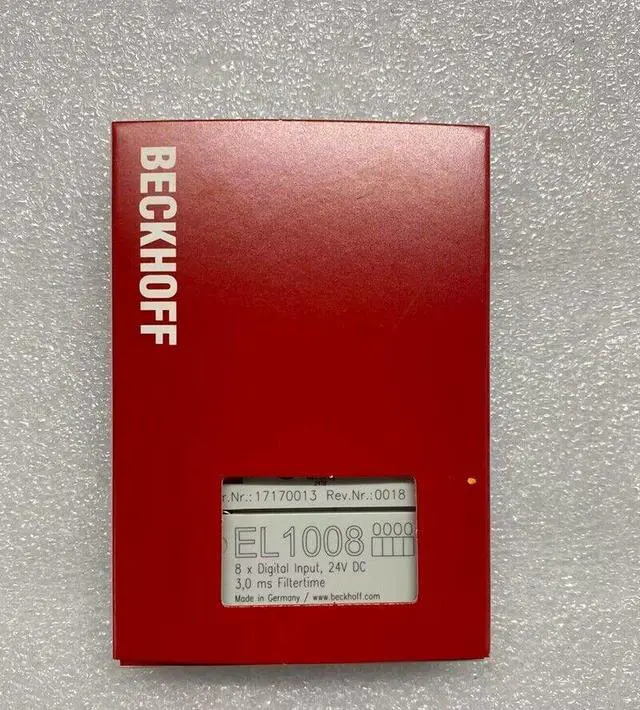 BECKHOFF
r.Nr.:17170013 Rev.Nr.:0018
EL1008
8 x Digital Input, 24V DC
3,0 ms Filtertime
Made in Germany / www.beckhoff.com